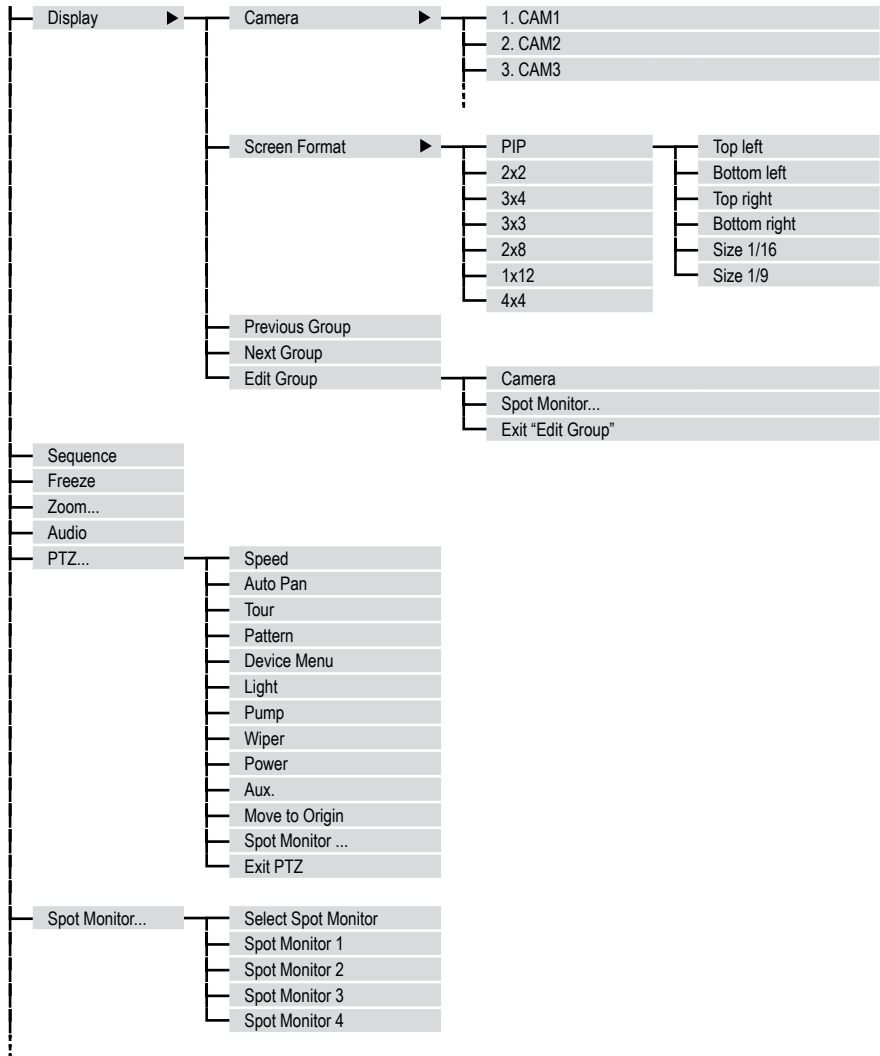 Display
Camera
1. CAM1
2. CAM2
3. CAM3
Screen Format
PIP
Top left
2x2
Bottom left
3x4
Top right
3x3
Bottom right
2x8
Size 1/16
1x12
Size 1/9
4x4
Previous Group
Next Group
Edit Group
Camera
Spot Monitor...
Exit “Edit Group”
Sequence
Freeze
Zoom...
Audio
PTZ...
Speed
Auto Pan
Tour
Pattern
Device Menu
Light
Pump
Wiper
Power
Aux.
Move to Origin
Spot Monitor ...
Exit PTZ
Spot Monitor...
Select Spot Monitor
Spot Monitor 1
Spot Monitor 2
Spot Monitor 3
Spot Monitor 4